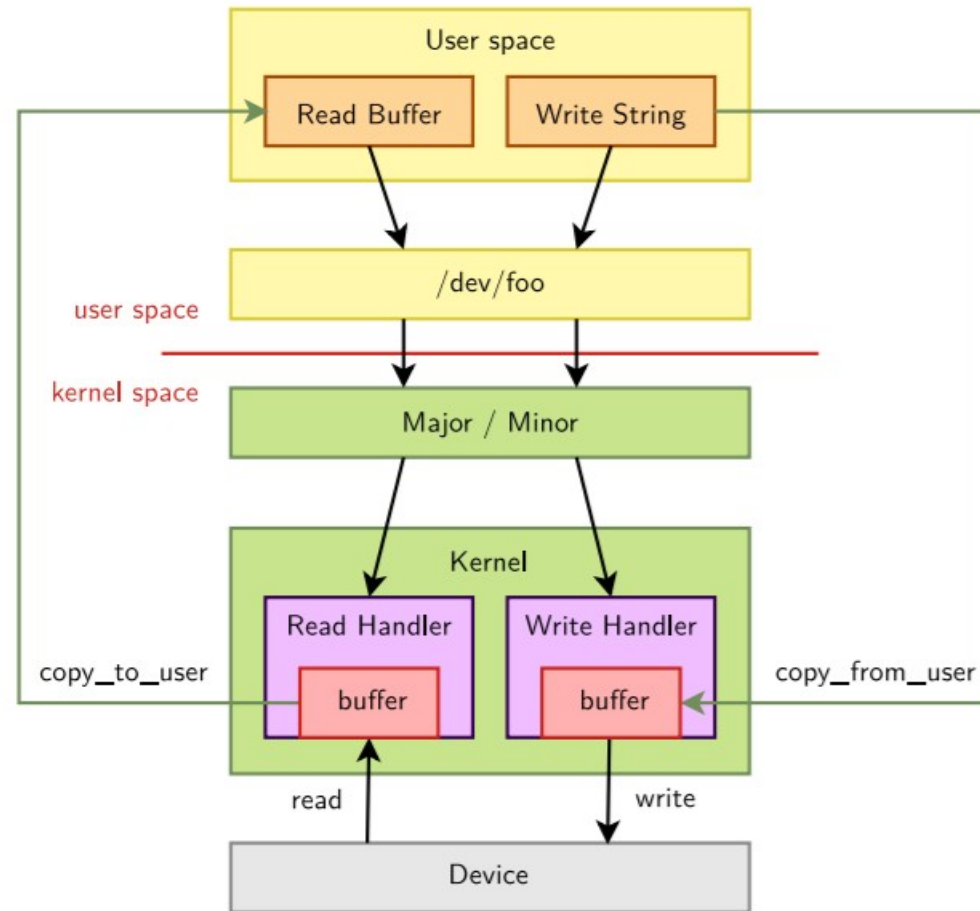 User space
Read Buffer
Write String
/dev/foo
user space
kernel space
Major / Minor
Kernel
Read Handler
Write Handler
copy_to_user
buffer
buffer
copy_from_user
read
write
Device